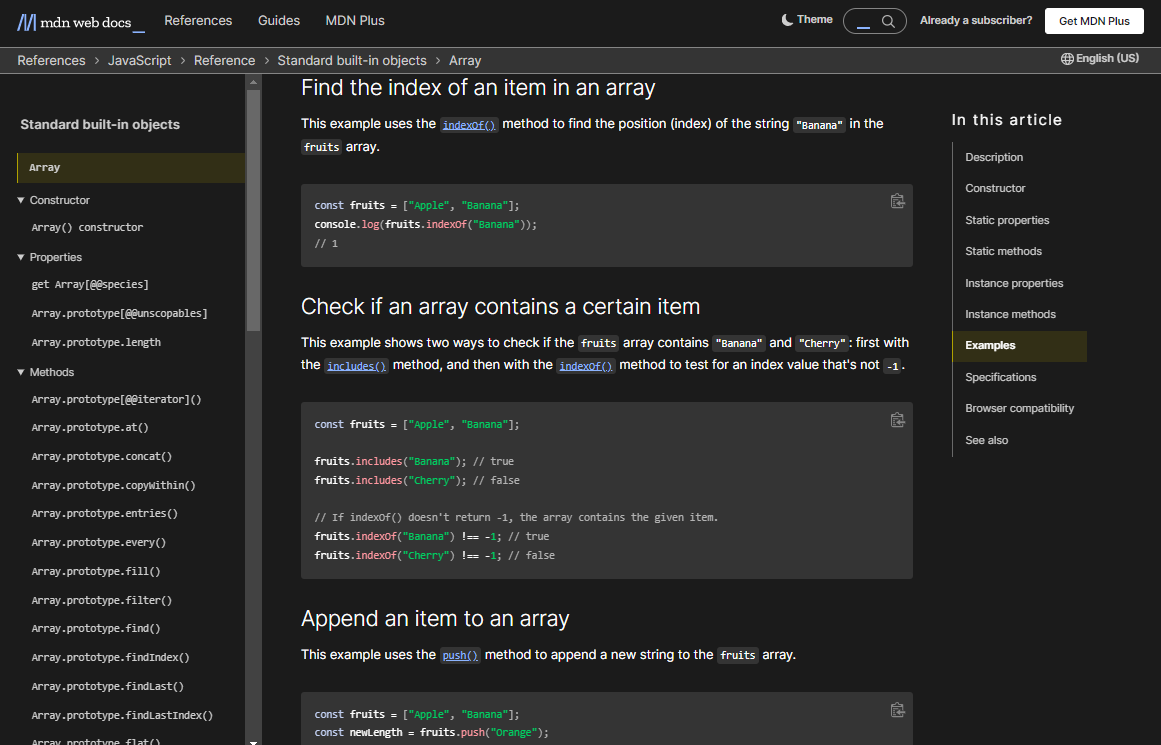 mdn web docs_
References
Guides
MDN Plus
Theme
Already a subscriber?
Get MDN Plus
References > JavaScript > Reference > Standard built-in objects > Array
English (US)
Standard built-in objects
Array
Constructor
Array() constructor
Properties
get Array[@@species]
Array.prototype[@@unscopables]
Array.prototype.length
Methods
Array.prototype[@@iterator]()
Array.prototype.at()
Array.prototype.concat()
Array.prototype.copyWithin()
Array.prototype.entries()
Array.prototype.every()
Array.prototype.fill()
Array.prototype.filter()
Array.prototype.find()
Array.prototype.findIndex()
Array.prototype.findLast()
Array.prototype.findLastIndex()
Array.prototype.flat()
Find the index of an item in an array
This example uses the indexOf() method to find the position (index) of the string "Banana" in the
fruits array.
const fruits = ["Apple", "Banana"];
console.log(fruits.indexOf("Banana"));
// 1
Check if an array contains a certain item
This example shows two ways to check if the fruits array contains "Banana" and "Cherry": first with
the includes() method, and then with the indexOf() method to test for an index value that's not -1.
const fruits = ["Apple", "Banana"];
fruits.includes("Banana"); // true
fruits.includes("Cherry"); // false
// If indexOf() doesn't return -1, the array contains the given item.
fruits.indexOf("Banana") !== -1; // true
fruits.indexOf("Cherry") !== -1; // false
Append an item to an array
This example uses the push() method to append a new string to the fruits array.
const fruits = ["Apple", "Banana"];
const newLength = fruits.push("Orange");
In this article
Description
Constructor
Static properties
Static methods
Instance properties
Instance methods
Examples
Specifications
Browser compatibility
See also